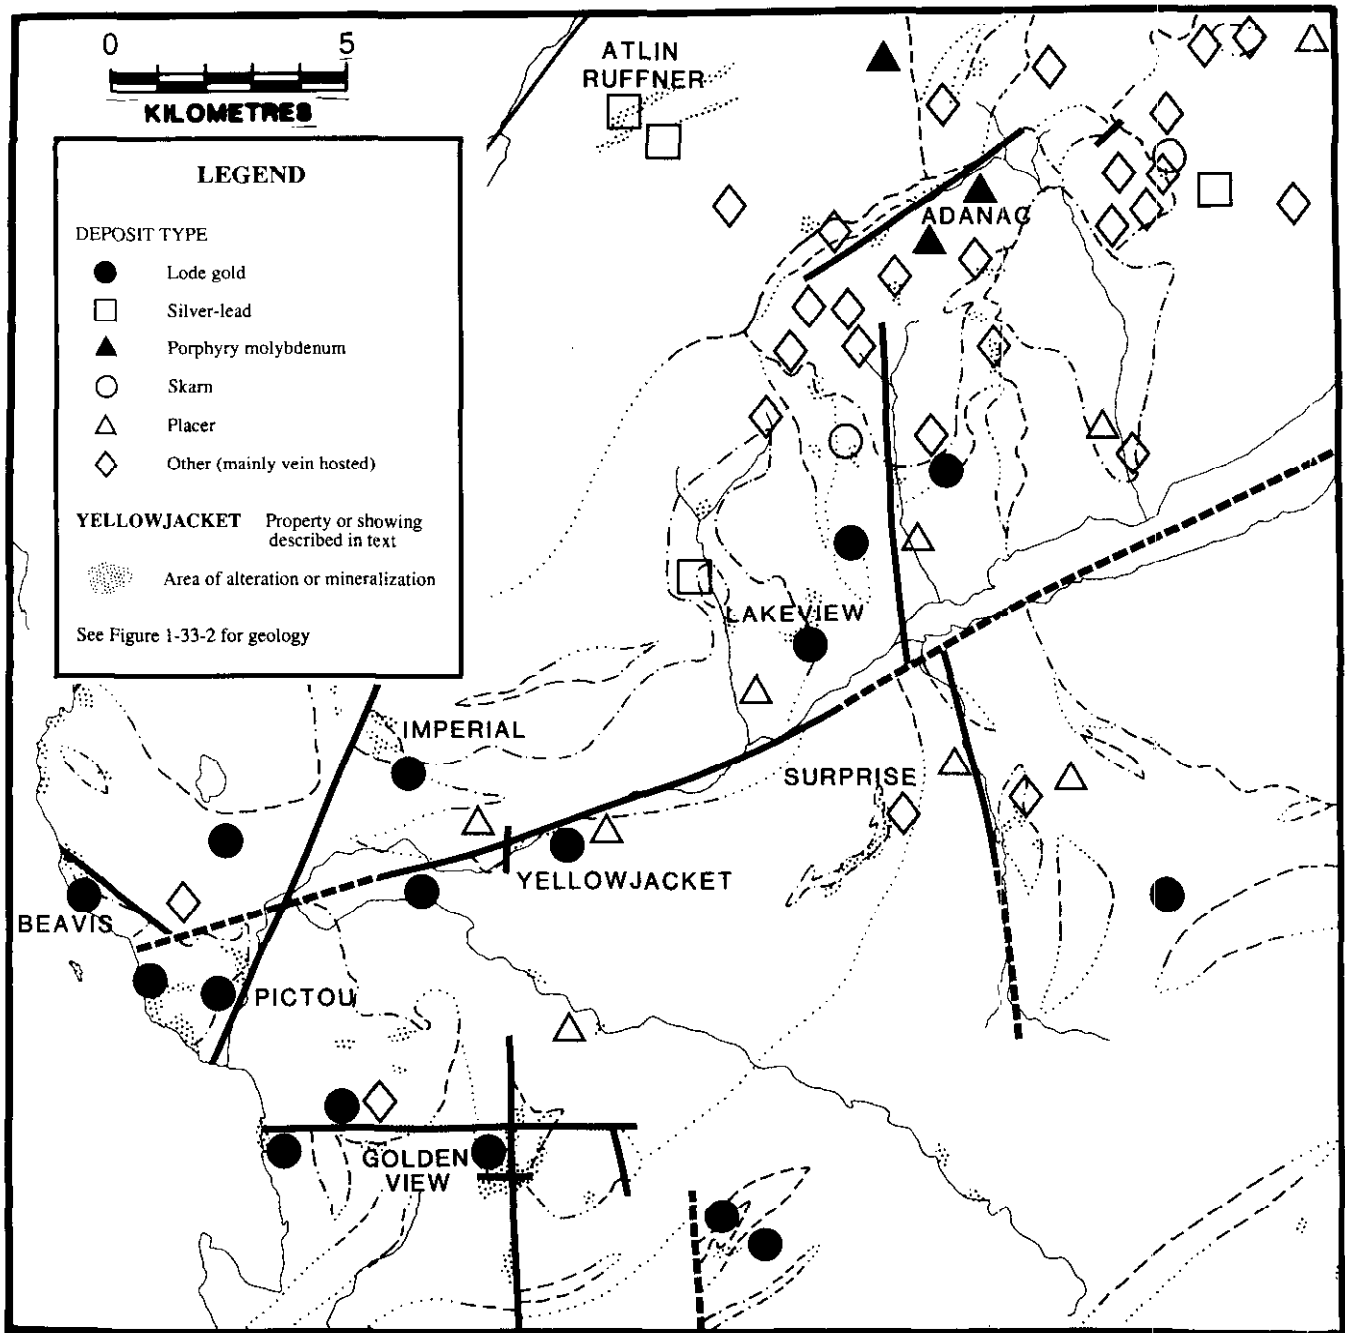 0 5
KILOMETRES
LEGEND
DEPOSIT TYPE
Lode gold
Silver-lead
Porphyry molybdenum
Skarn
Placer
Other (mainly vein hosted)
YELLOWJACKET Property or showing
described in text
Area of alteration or mineralization
See Figure 1-33-2 for geology
ATLIN
RUFFNER
ADANAC
LAKEVIEW
IMPERIAL
SURPRISE
YELLOWJACKET
BEAVIS
PICTOU
GOLDEN
VIEW